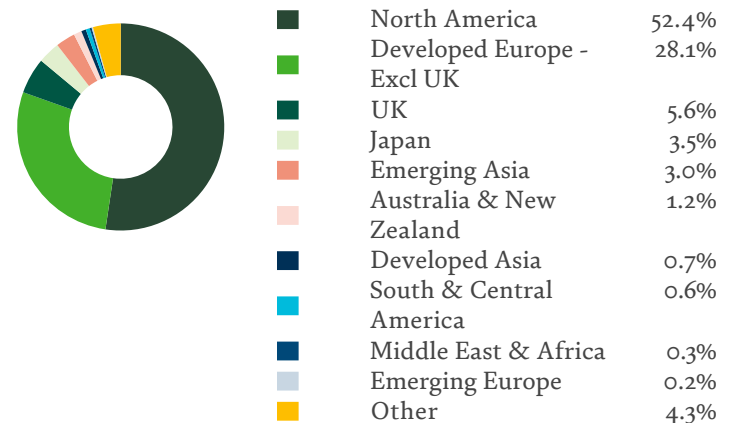 North America 52.4%
Developed Europe - 28.1%
Excl UK
UK 5.6%
Japan 3.5%
Emerging Asia 3.0%
Australia & New 1.2%
Zealand
Developed Asia 0.7%
South & Central 0.6%
America
Middle East & Africa 0.3%
Emerging Europe 0.2%
Other 4.3%